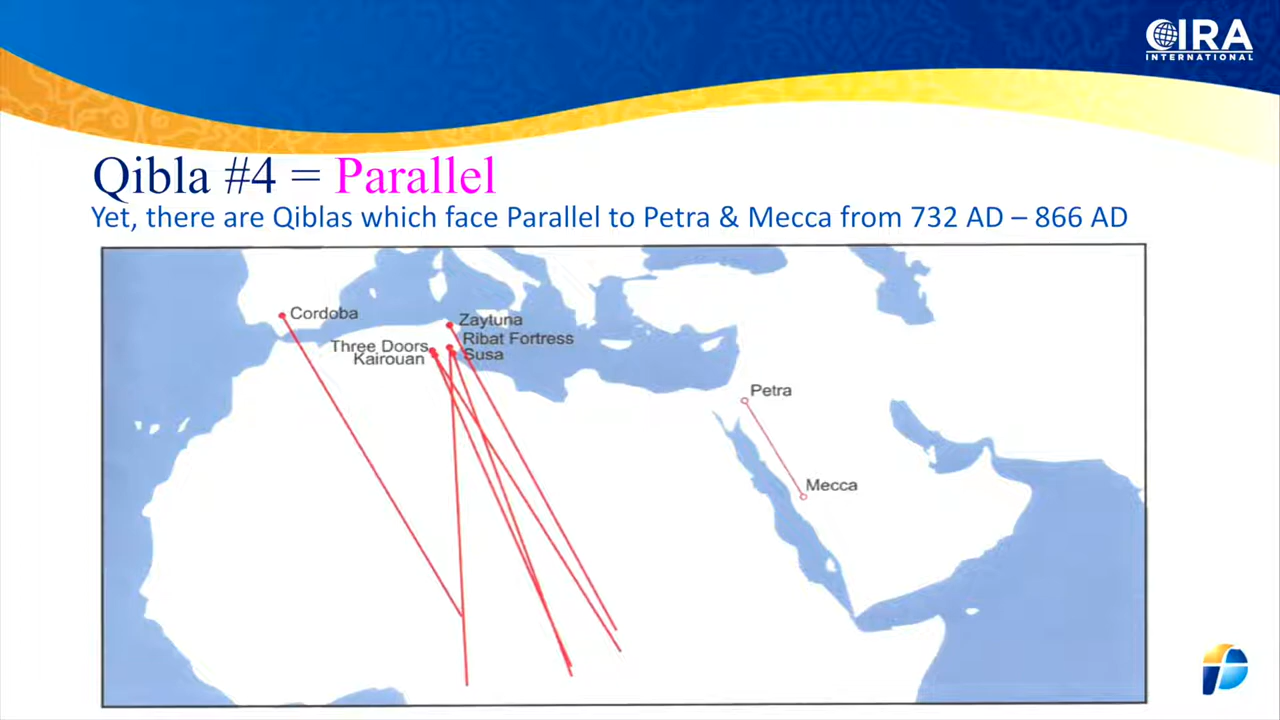 CIRA
INTERNATIONAL
Qibla #4 = Parallel
Yet, there are Qiblas which face Parallel to Petra & Mecca from 732 AD – 866 AD
Cordoba
Zaytuna
Ribat Fortress
Three Doors
Susa
Kairouan
Petra
Mecca